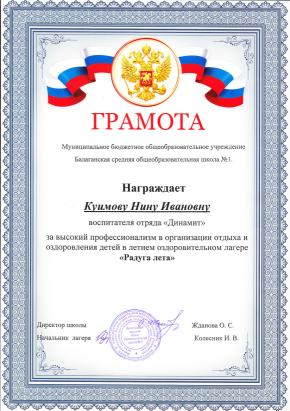 ГРАМОТА
Муниципальное бюджетное общеобразовательное учреждение
Балаганская средняя общеобразовательная школа №1.
Награждает
Куимову Нину Ивановну
воспитателя отряда «Динамит»
за высокий профессионализм в организации отдыха и
оздоровления детей в летнем оздоровительном лагере
«Радуга лета»
Директор школы Жданова О. С.
Начальник лагеря Колесник И. В.